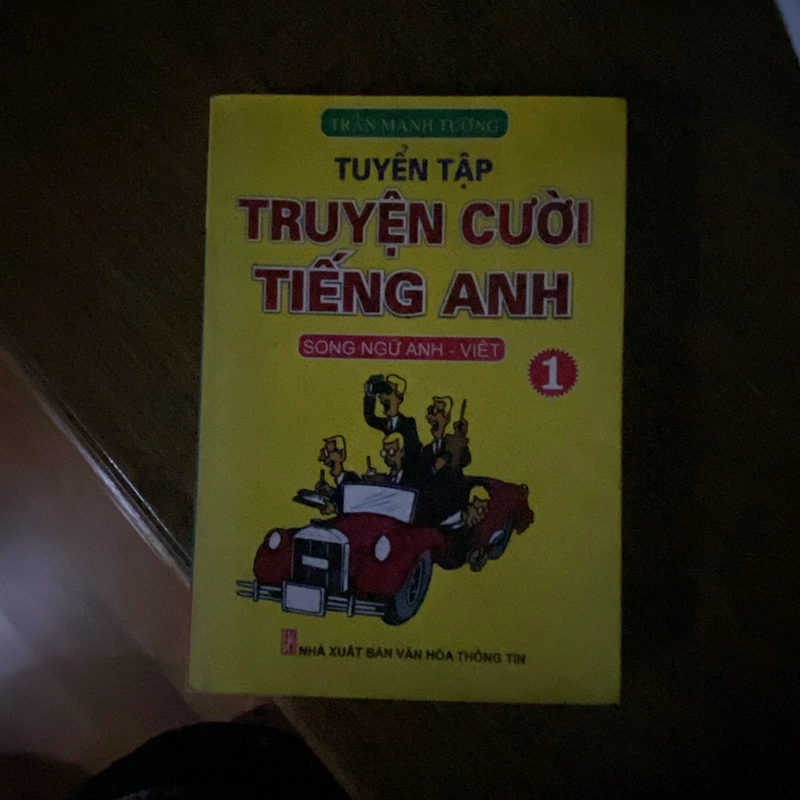 TRẦN MẠNH TƯỜNG
TUYỂN TẬP
TRUYỆN CƯỜI
TIẾNG ANH
SONG NGỮ ANH - VIỆT
1
NHÀ XUẤT BẢN VĂN HÓA THÔNG TIN